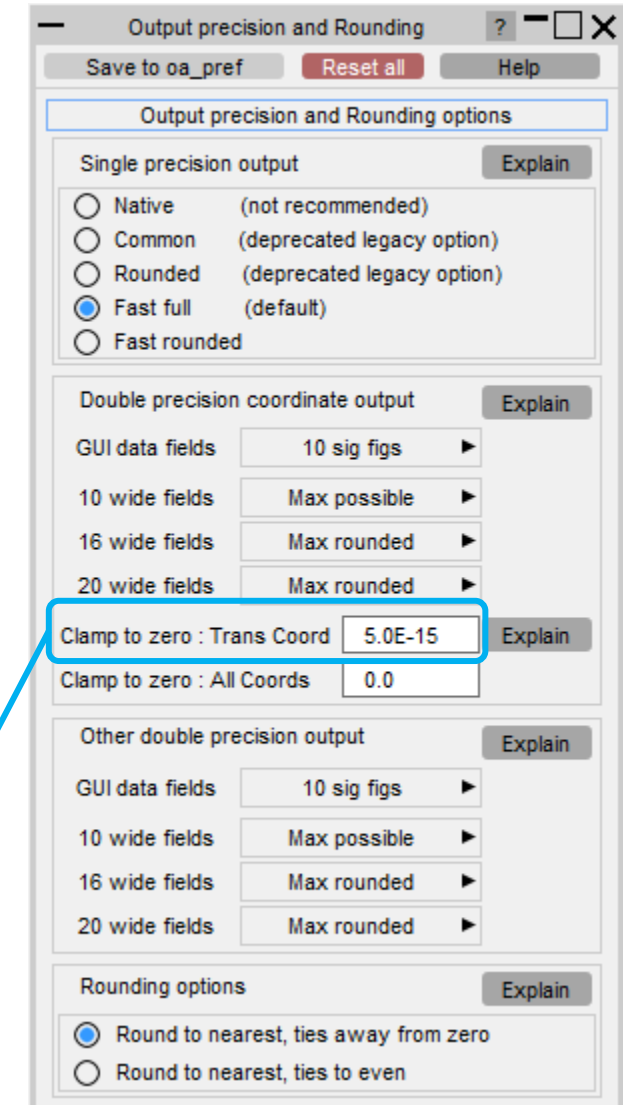 Output precision and Rounding ?
Save to oa_pref Reset all Help
Output precision and Rounding options
Single precision output Explain
Native (not recommended)
Common (deprecated legacy option)
Rounded (deprecated legacy option)
Fast full (default)
Fast rounded
Double precision coordinate output Explain
GUI data fields 10 sig figs
10 wide fields Max possible
16 wide fields Max rounded
20 wide fields Max rounded
Clamp to zero : Trans Coord 5.0E-15 Explain
Clamp to zero : All Coords 0.0
Other double precision output Explain
GUI data fields 10 sig figs
10 wide fields Max possible
16 wide fields Max rounded
20 wide fields Max rounded
Rounding options Explain
Round to nearest, ties away from zero
Round to nearest, ties to even